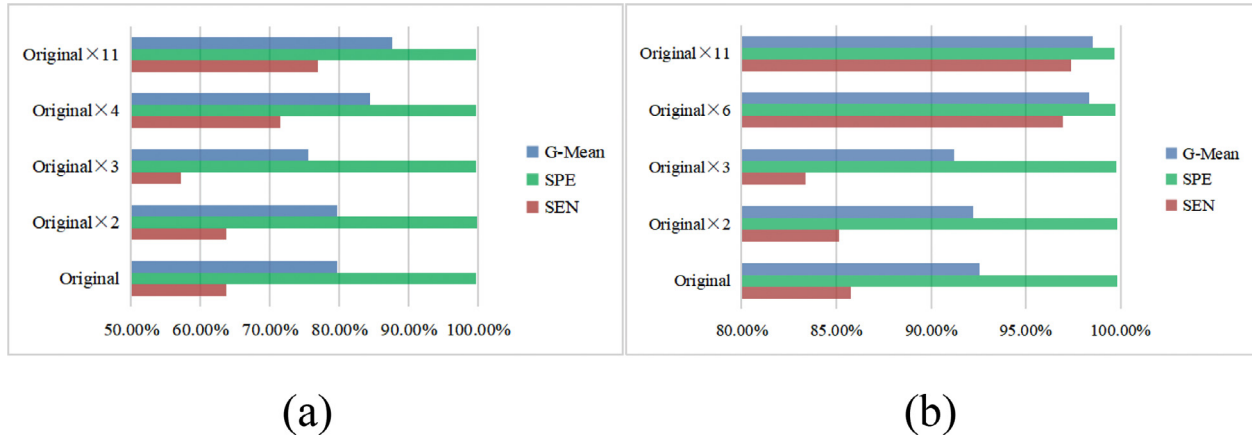 Original×11
Original×4
Original×3
Original×2
Original
50.00% 60.00% 70.00% 80.00% 90.00% 100.00%
G-Mean
SPE
SEN
(a)
Original×11
Original×6
Original×3
Original×2
Original
80.00% 85.00% 90.00% 95.00% 100.00%
G-Mean
SPE
SEN
(b)